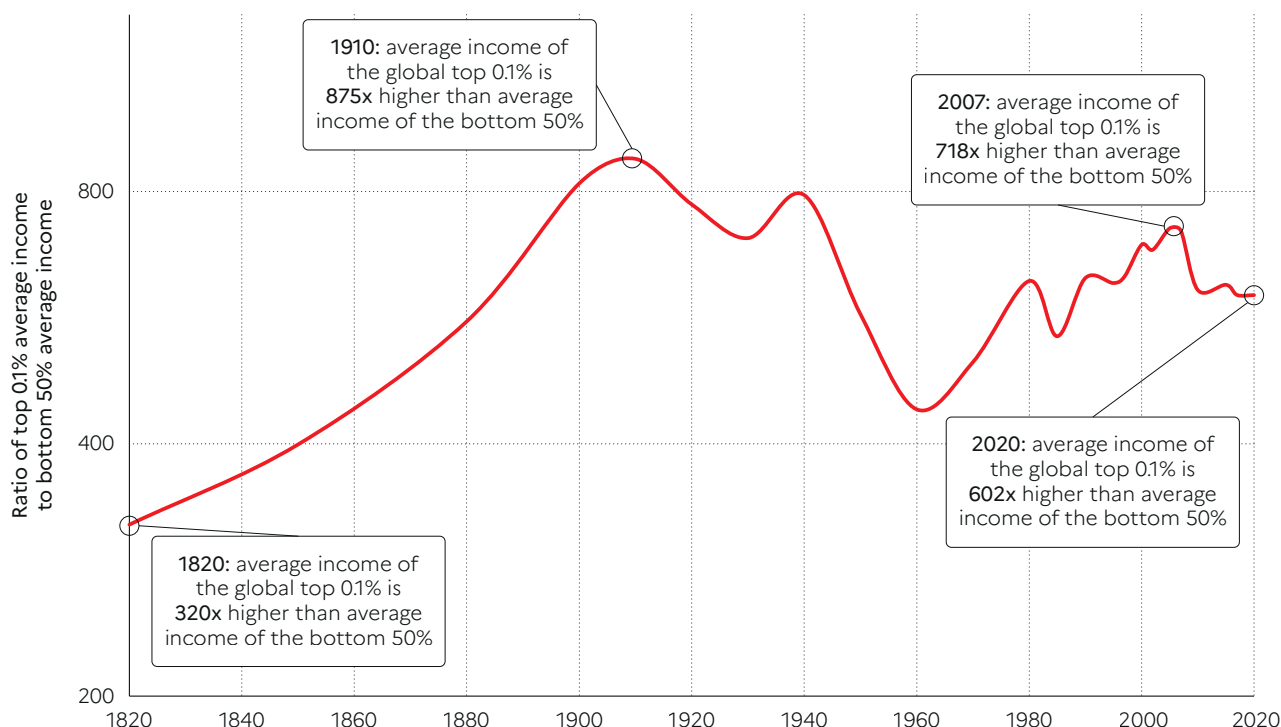 1910: average income of
the global top 0.1% is
875x higher than average
income of the bottom 50%
2007: average income of
the global top 0.1% is
718x higher than average
income of the bottom 50%
Ratio of top 0.1% average income
to bottom 50% average income
800
400
200
2020: average income of
the global top 0.1% is
602x higher than average
income of the bottom 50%
1820: average income of
the global top 0.1% is
320x higher than average
income of the bottom 50%
1820 1840 1860 1880 1900 1920 1940 1960 1980 2000 2020